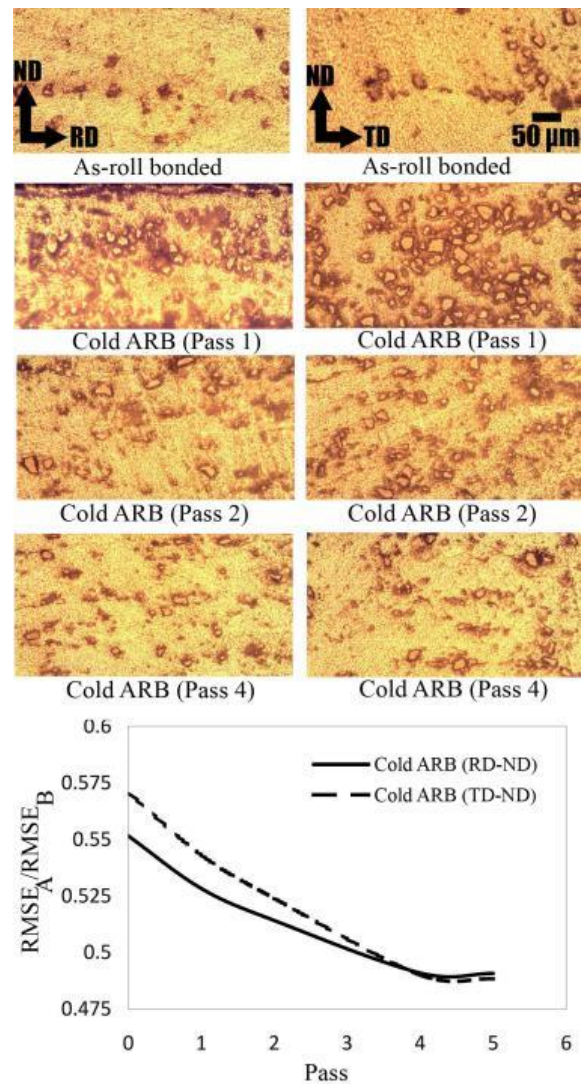 ND
RD
As-roll bonded
ND
TD
50 µm
As-roll bonded
Cold ARB (Pass 1)
Cold ARB (Pass 1)
Cold ARB (Pass 2)
Cold ARB (Pass 2)
Cold ARB (Pass 4)
Cold ARB (Pass 4)
0.6
0.575
0.55
0.525
0.5
0.475
RMSE_A/RMSE_B
Cold ARB (RD-ND)
Cold ARB (TD-ND)
0 1 2 3 4 5 6
Pass